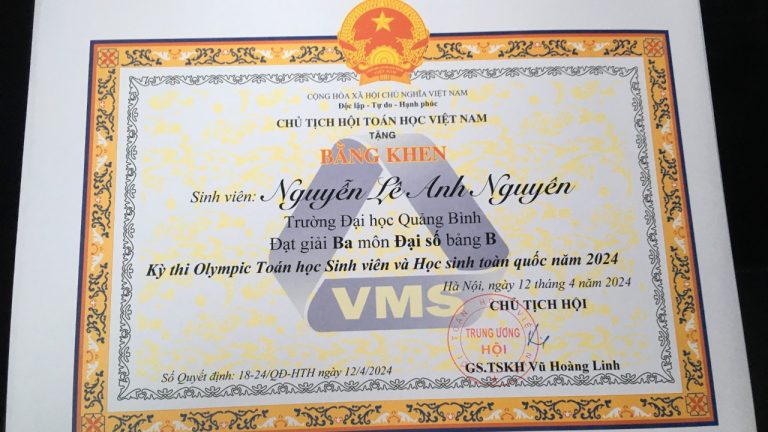 CỘNG HÒA XÃ HỘI CHỦ NGHĨA VIỆT NAM
Độc lập - Tự do - Hạnh phúc
CHỦ TỊCH HỘI TOÁN HỌC VIỆT NAM
TẶNG
BẰNG KHEN
Sinh viên: Nguyễn Lê Anh Nguyên
Trường Đại học Quảng Bình
Đạt giải Ba môn Đại số bảng B
Kỳ thi Olympic Toán học Sinh viên và Học sinh toàn quốc năm 2024
Hà Nội, ngày 12 tháng 4 năm 2024
CHỦ TỊCH HỘI
VMS
TRUNG ƯƠNG
HỘI
Số Quyết định: 18-24/QĐ-HTH ngày 12/4/2024
GS.TSKH Vũ Hoàng Linh